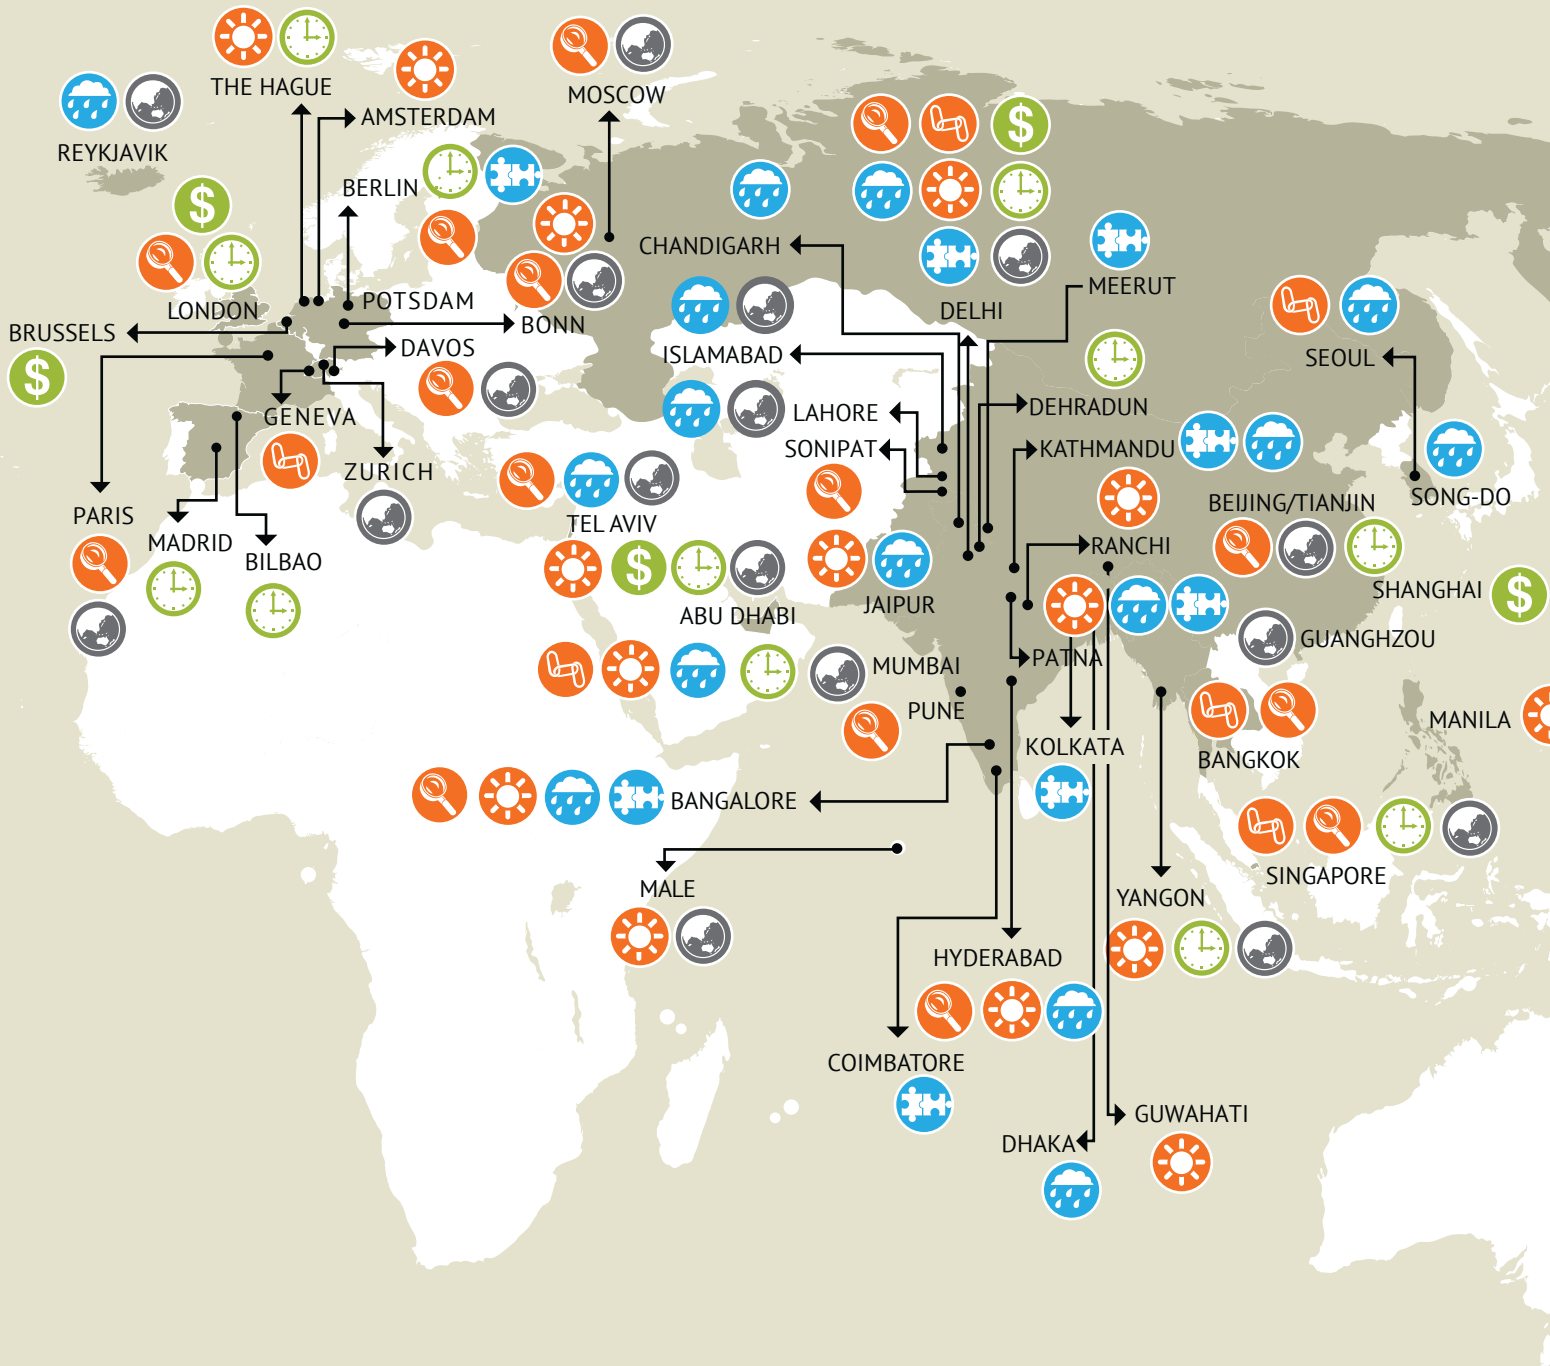 THE HAGUE
MOSCOW
AMSTERDAM
REYKJAVIK
BERLIN
$
$
CHANDIGARH
MEERUT
LONDON
POTSDAM
DELHI
BONN
BRUSSELS
DAVOS
ISLAMABAD
SEOUL
$
GENEVA
LAHORE
DEHRADUN
SONIPAT
KATHMANDU
ZURICH
SONG-DO
BEIJING/TIANJIN
PARIS
TEL AVIV
MADRID
RANCHI
BILBAO
$
SHANGHAI
$
JAIPUR
ABU DHABI
GUANGHZOU
PATNA
MUMBAI
PUNE
MANILA
KOLKATA
BANGKOK
BANGALORE
SINGAPORE
MALE
YANGON
HYDERABAD
COIMBATORE
GUWAHATI
DHAKA